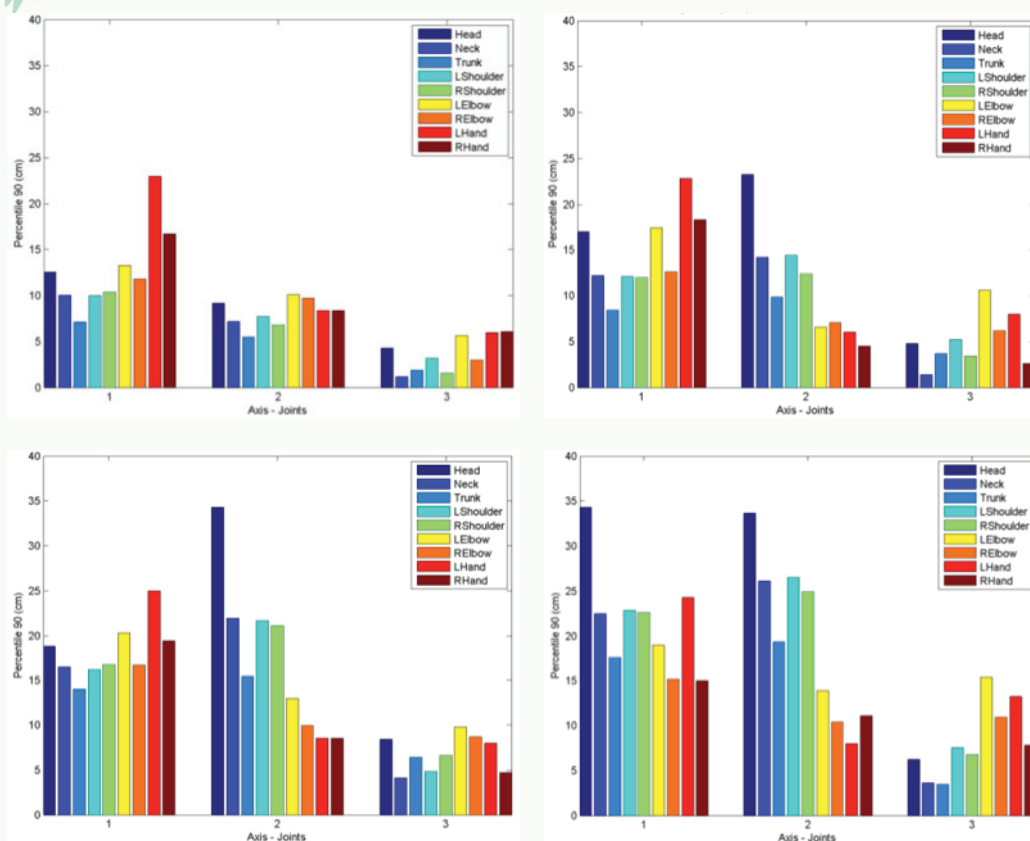 40
35
30
25
20
15
10
5
0
Percentile 90 (cm)
1
2
3
Axis - Joints
Head
Neck
Trunk
LShoulder
RShoulder
LElbow
RElbow
LHand
RHand
40
35
30
25
20
15
10
5
0
Percentile 90 (cm)
1
2
3
Axis - Joints
Head
Neck
Trunk
LShoulder
RShoulder
LElbow
RElbow
LHand
RHand
40
35
30
25
20
15
10
5
0
Percentile 90 (cm)
1
2
3
Axis - Joints
Head
Neck
Trunk
LShoulder
RShoulder
LElbow
RElbow
LHand
RHand
40
35
30
25
20
15
10
5
0
Percentile 90 (cm)
1
2
3
Axis - Joints
Head
Neck
Trunk
LShoulder
RShoulder
LElbow
RElbow
LHand
RHand